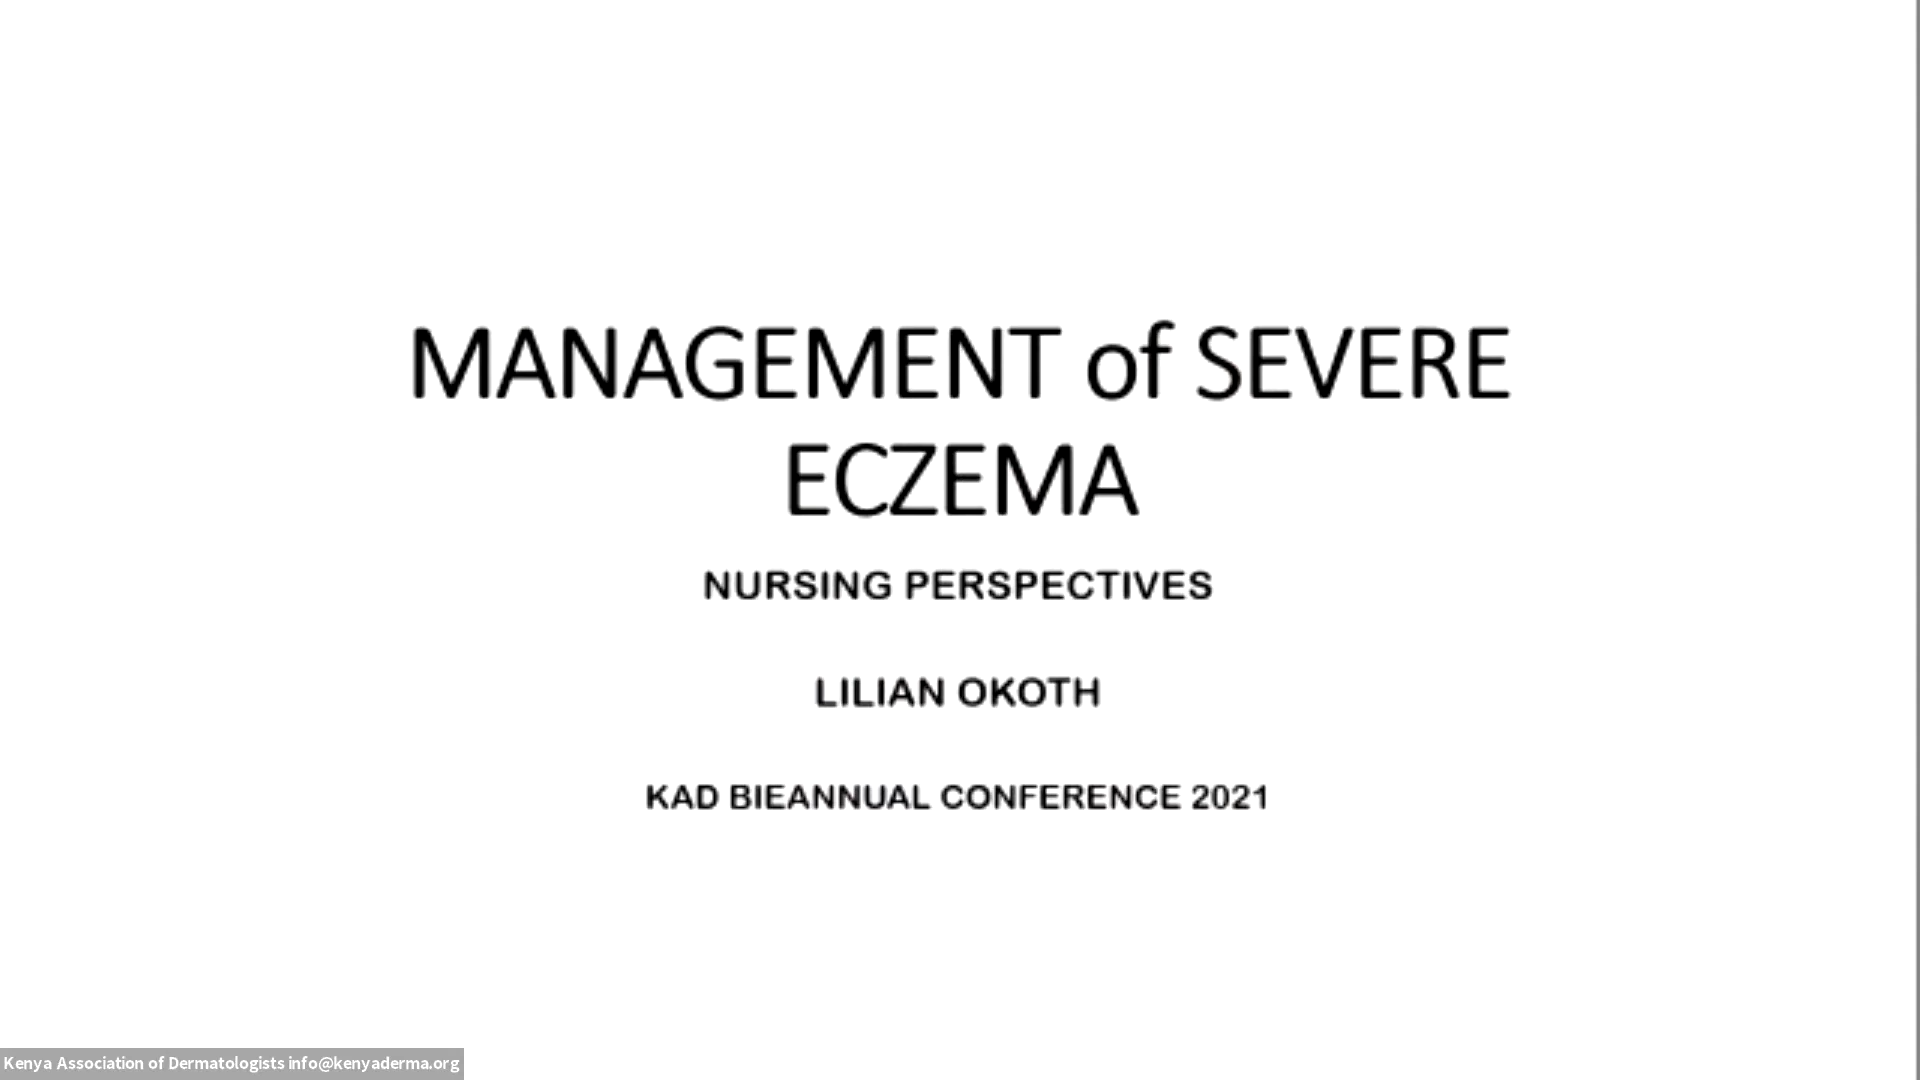 MANAGEMENT of SEVERE
ECZEMA
NURSING PERSPECTIVES
LILIAN OKOTH
KAD BIEANNUAL CONFERENCE 2021
Kenya Association of Dermatologists info@kenyaderma.org